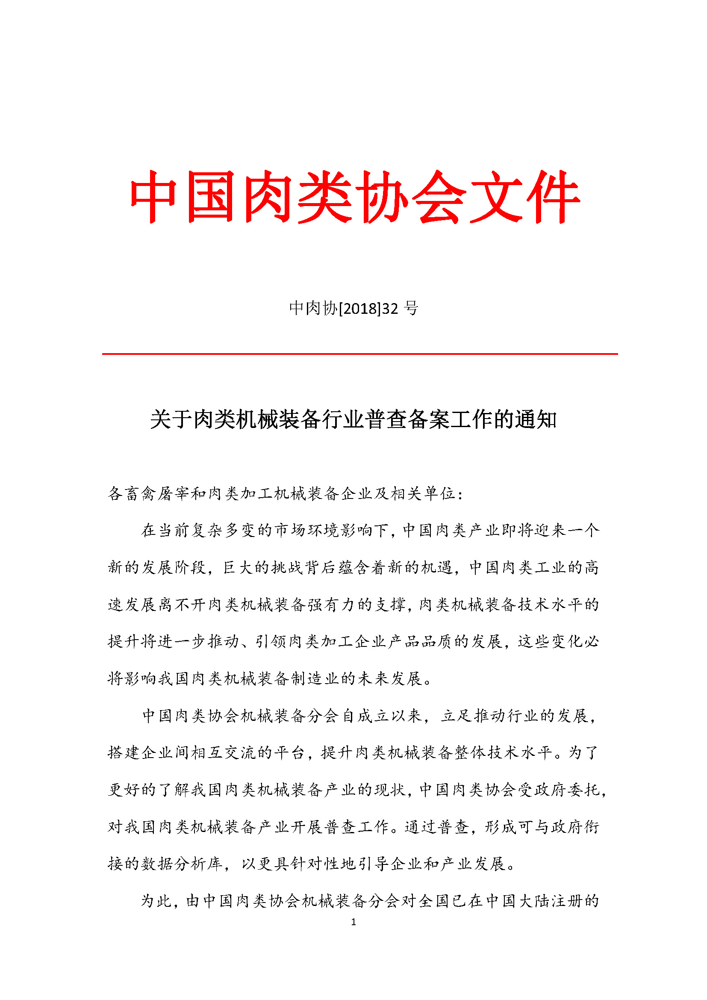 中国肉类协会文件
中肉协[2018]32 号
关于肉类机械装备行业普查备案工作的通知
各畜禽屠宰和肉类加工机械装备企业及相关单位：
在当前复杂多变的市场环境影响下，中国肉类产业即将迎来一个
新的发展阶段，巨大的挑战背后蕴含着新的机遇，中国肉类工业的高
速发展离不开肉类机械装备强有力的支撑，肉类机械装备技术水平的
提升将进一步推动、引领肉类加工企业产品品质的发展，这些变化必
将影响我国肉类机械装备制造业的未来发展。
中国肉类协会机械装备分会自成立以来，立足推动行业的发展，
搭建企业间相互交流的平台，提升肉类机械装备整体技术水平。为了
更好的了解我国肉类机械装备产业的现状，中国肉类协会受政府委托，
对我国肉类机械装备产业开展普查工作。通过普查，形成可与政府衔
接的数据分析库，以更具针对性地引导企业和产业发展。
为此，由中国肉类协会机械装备分会对全国已在中国大陆注册的
1